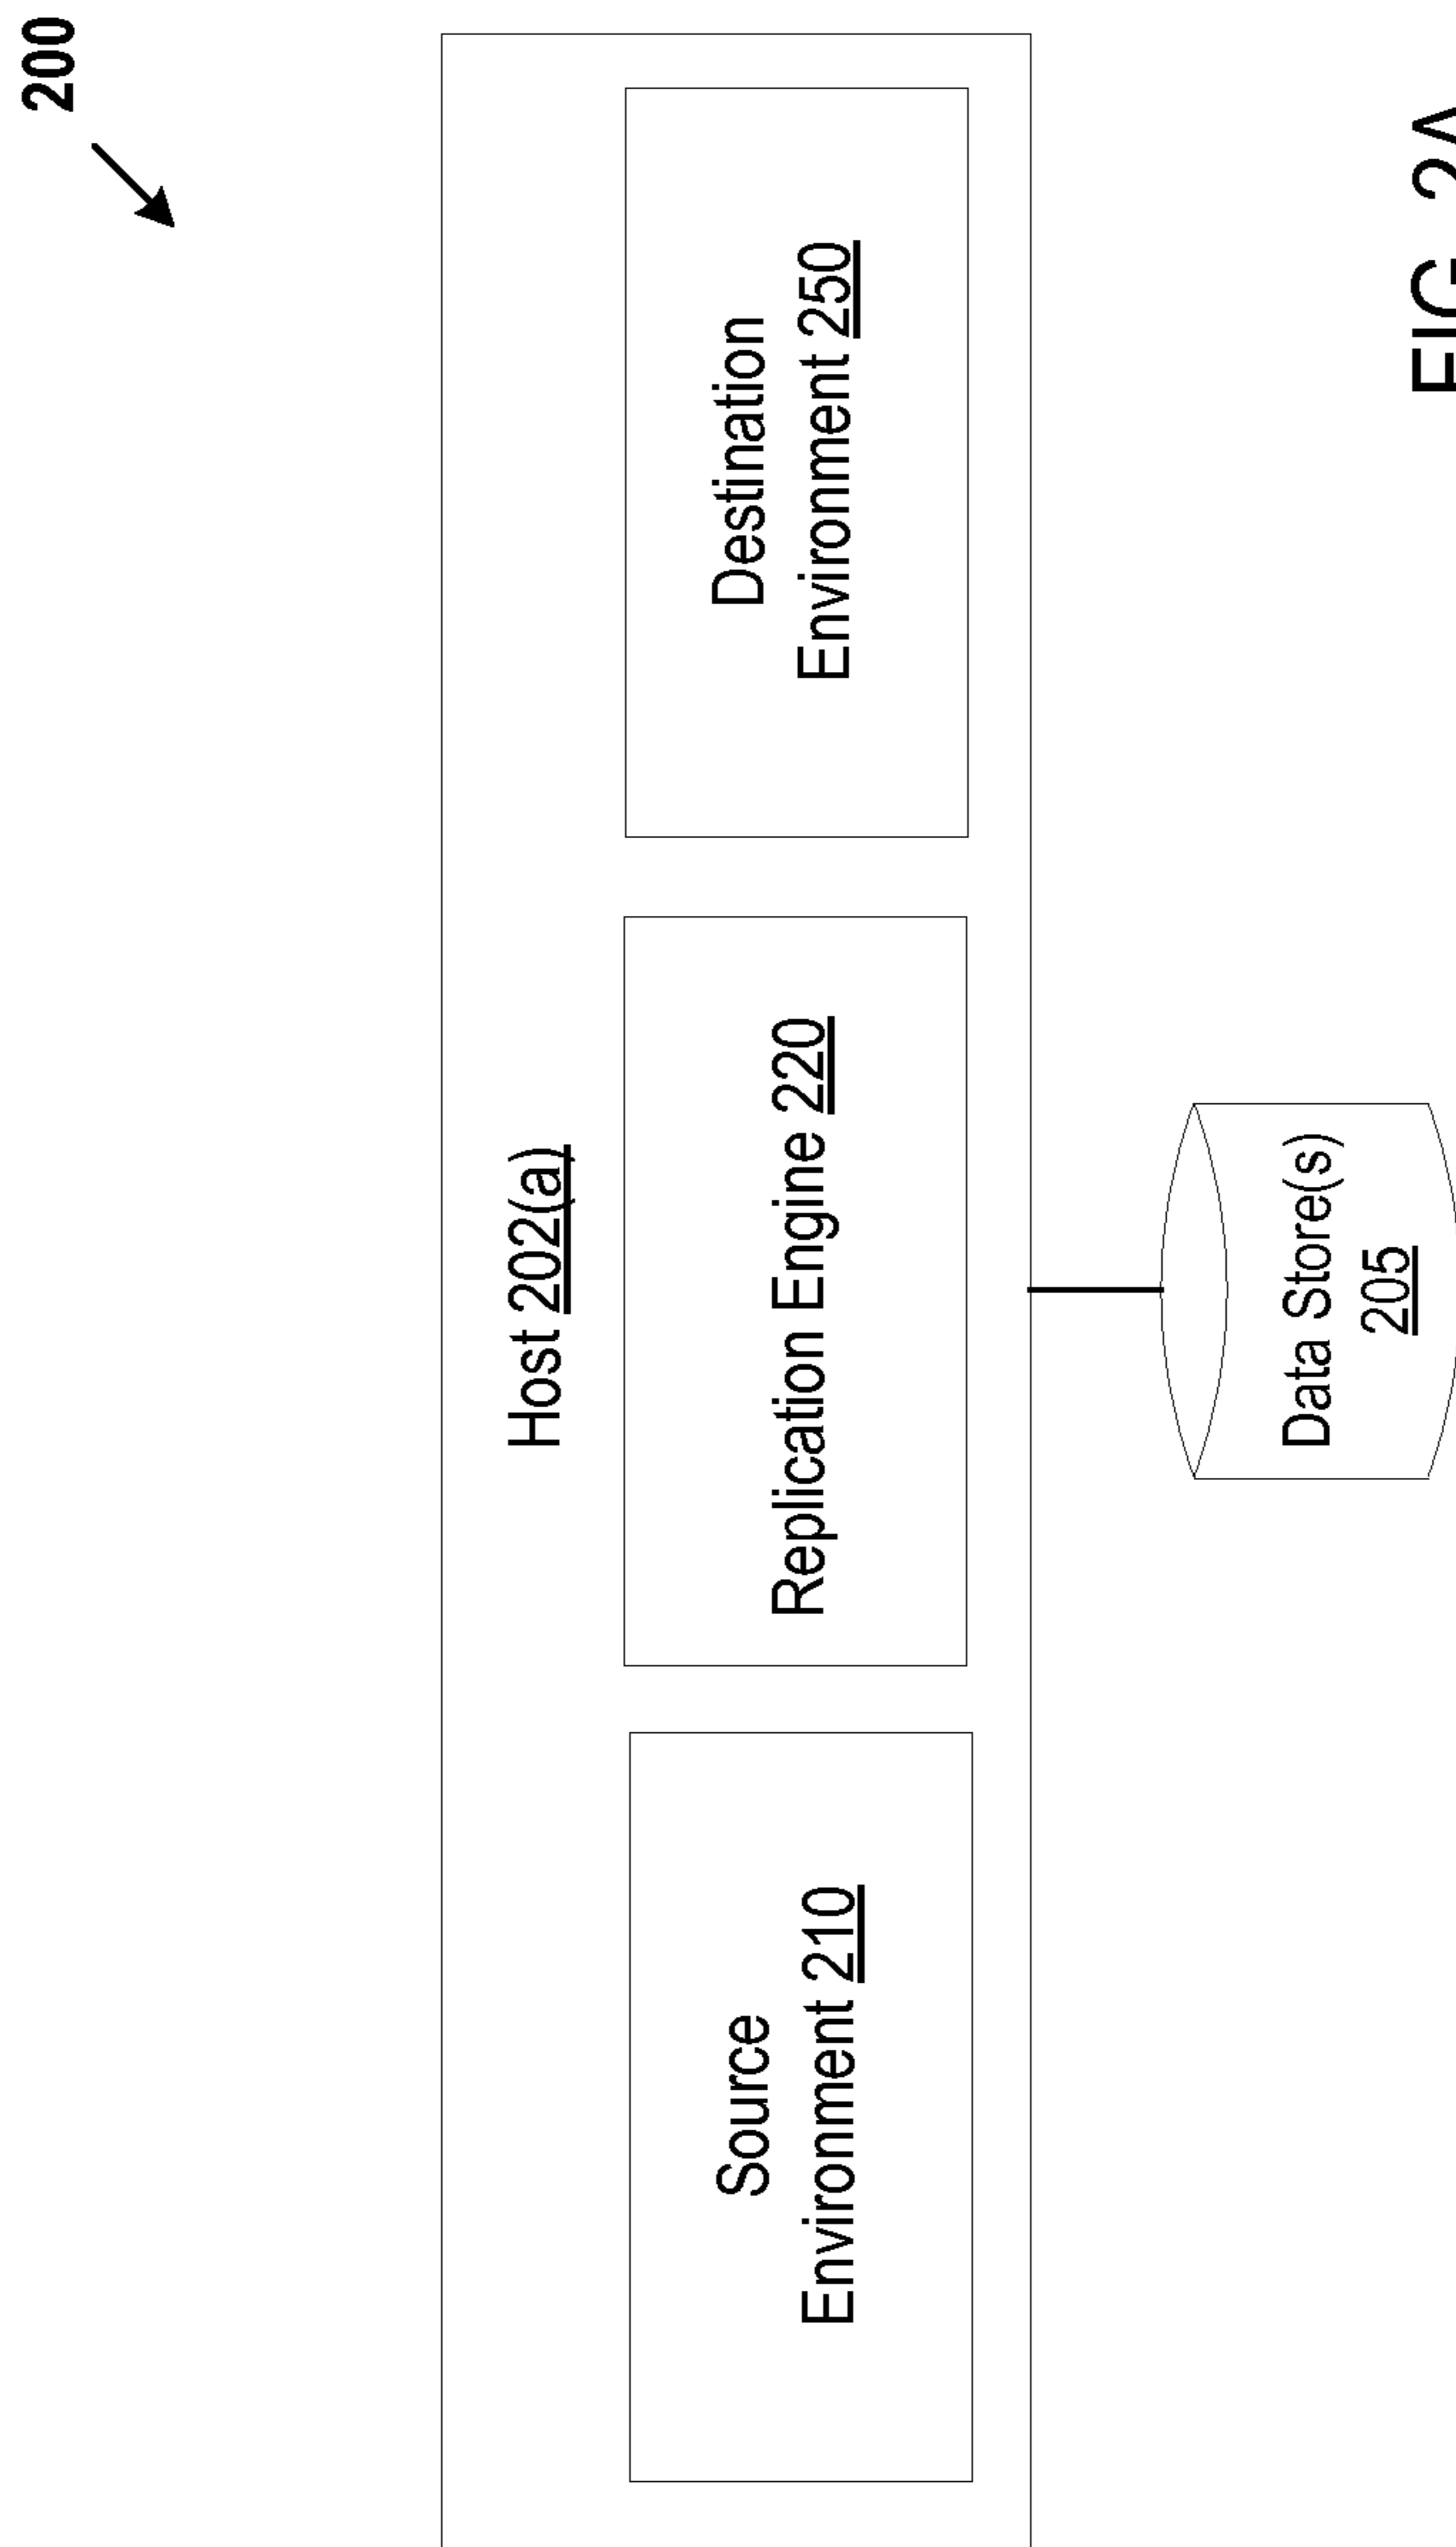 200
Host 202(a)
Source
Environment 210
Replication Engine 220
Destination
Environment 250
Data Store(s)
205